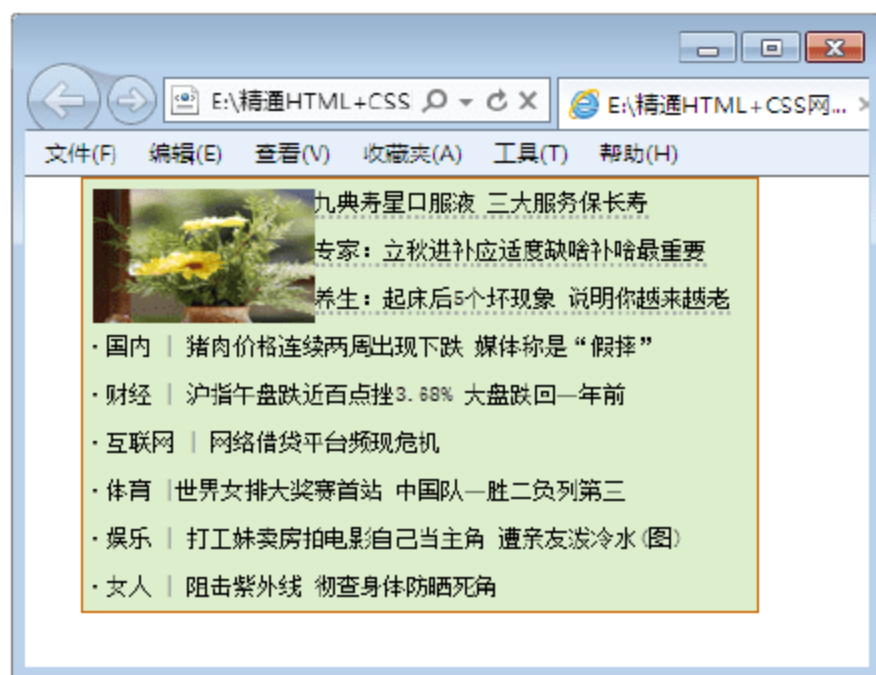 E:\精通HTML+CSS
E:\精通HTML+CSS网...
文件(F) 编辑(E) 查看(V) 收藏夹(A) 工具(T) 帮助(H)
九典寿星口服液 三大服务保长寿
专家：立秋进补应适度缺啥补啥最重要
养生：起床后5个坏现象 说明你越来越老
· 国内 | 猪肉价格连续两周出现下跌 媒体称是“假摔”
· 财经 | 沪指午盘跌近百点挫3.68% 大盘跌回一年前
· 互联网 | 网络借贷平台频现危机
· 体育 |世界女排大奖赛首站 中国队一胜二负列第三
· 娱乐 | 打工妹卖房拍电影自己当主角 遭亲友泼冷水(图)
· 女人 | 阻击紫外线 彻查身体防晒死角